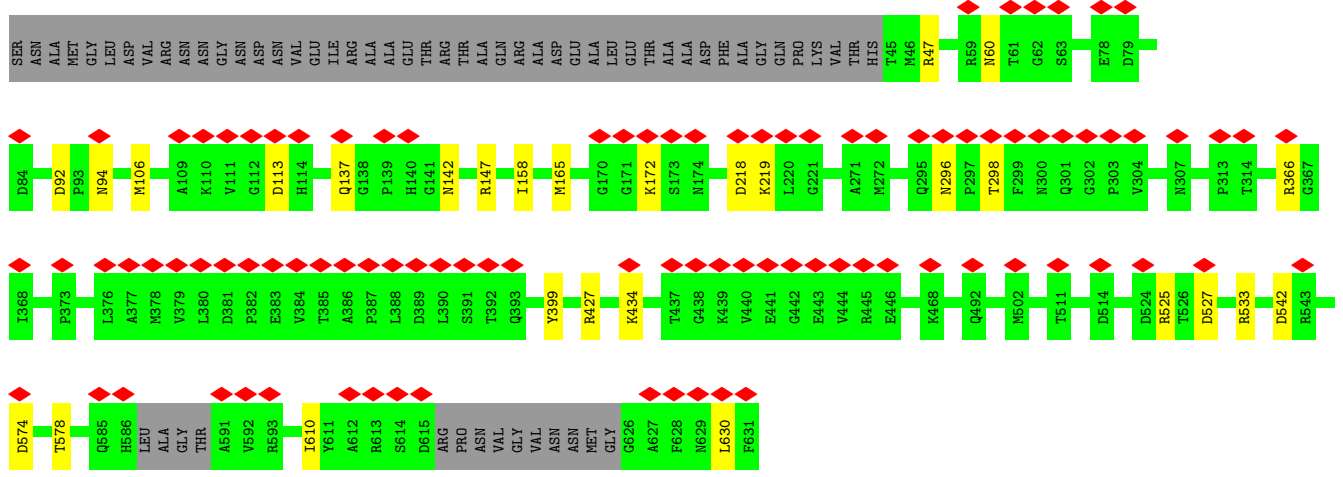 SER ASN ALA MET GLY LEU ASP VAL ARG ASN ASN GLY ASN ASP ASN VAL GLU ILE ARG ALA ALA GLU THR ARG THR ALA GLN ARG ALA ASP GLU ALA LEU GLU THR ALA ALA ASP PHE ALA GLY GLN PRO LYS VAL THR HIS T45 M46 R47 R59 N60 T61 G62 S63 E78 D79
D84 D92 P93 N94 M106 A109 K110 V111 G112 D113 H114 Q137 G138 P139 H140 G141 N142 R147 I158 M165 G170 G171 K172 S173 N174 D218 K219 L220 G221 A271 M272 Q295 N296 P297 T298 F299 N300 Q301 G302 P303 V304 N307 P313 T314 R366 G367
I368 P373 L376 A377 M378 V379 L380 D381 P382 E383 V384 T385 A386 P387 L388 D389 L390 S391 T392 Q393 Y399 R427 K434 T437 G438 K439 V440 E441 G442 E443 V444 R445 E446 K468 Q492 M502 T511 D514 D524 R525 T526 D527 R533 D542 R543
D574 T578 Q585 H586 LEU ALA GLY THR A591 V592 R593 I610 Y611 A612 R613 S614 D615 ARG PRO ASN VAL GLY VAL ASN ASN MET GLY G626 A627 F628 N629 L630 F631